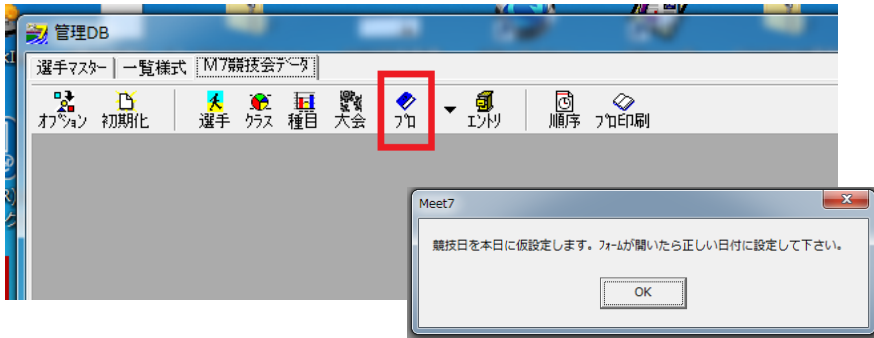 管理DB
選手マスター 一覧様式 M7競技会データ
オプション 初期化 選手 クラス 種目 大会 プロ エントリ 順序 プロ印刷
Meet7
競技日を本日に仮設定します。フォームが開いたら正しい日付に設定して下さい。
OK